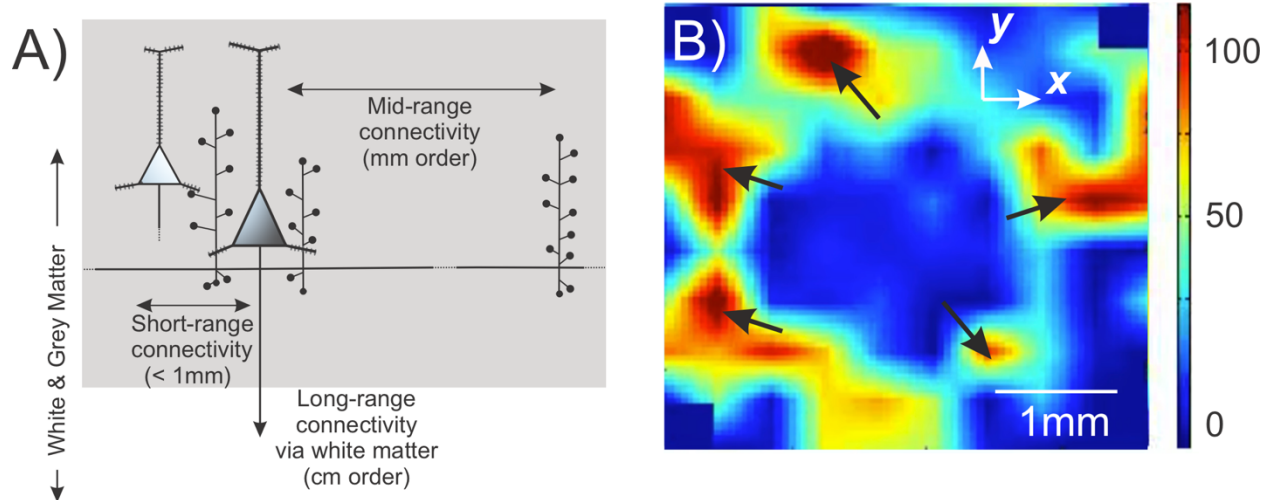 A)
Mid-range
connectivity
(mm order)
Short-range
connectivity
(< 1mm)
Long-range
connectivity
via white matter
(cm order)
White & Grey Matter
B)
y
x
1mm
100
50
0